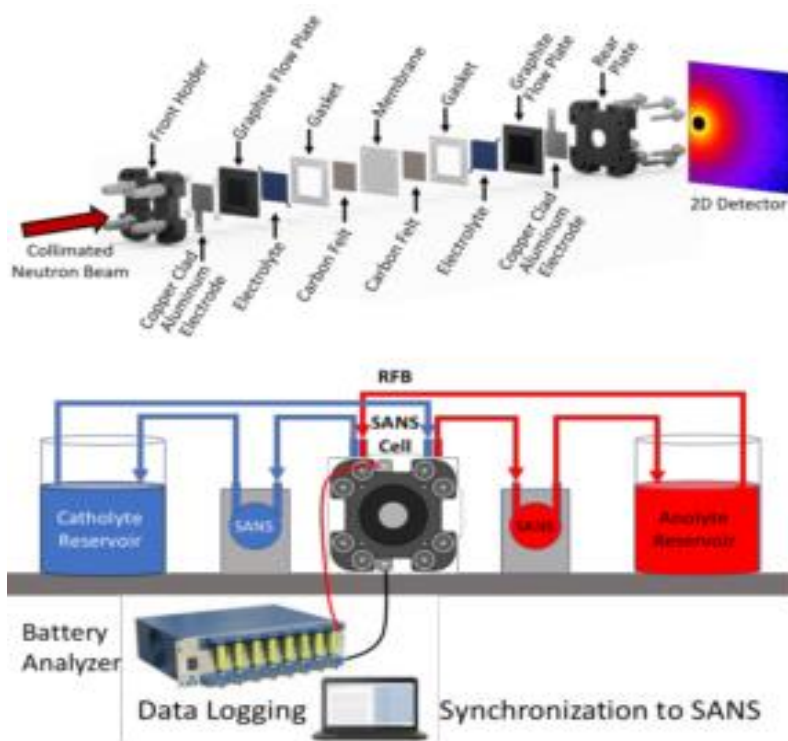 Front Holder
Graphite Flow Plate
Gasket
Membrane
Gasket
Graphite
Flow Plate
Rear
Plate
Collimated
Neutron Beam
Copper Clad
Aluminum
Electrode
Electrolyte
Carbon Felt
Carbon Felt
Electrolyte
Copper Clad
Aluminum
Electrode
2D Detector
RFB
SANS
Cell
Catholyte
Reservoir
SANS
SANS
Anolyte
Reservoir
Battery
Analyzer
Data Logging
Synchronization to SANS